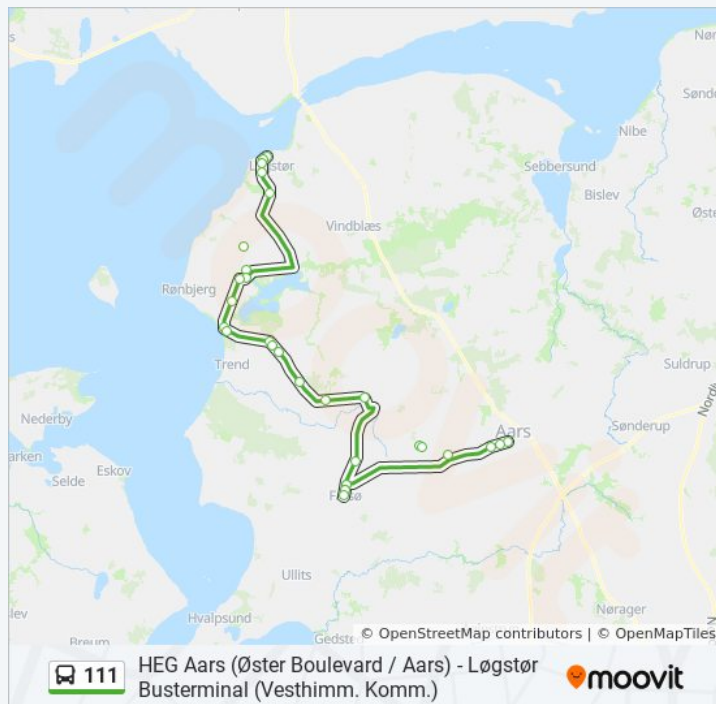 Nør
Sønde
Nibe
Løgstør
Sebbersund
Bislev
Øste
Vindblæs
Rønbjerg
Trend
Suldrup
Nord
Nederby
Aars
Sønderup
arken
Eskov
Selde
Farsø
Ullits
Hvalpsund
Nørager
Breum
Gedste
© OpenStreetMap contributors | © OpenMapTiles
111
HEG Aars (Øster Boulevard / Aars) - Løgstør
Busterminal (Vesthimm. Komm.)
moovit